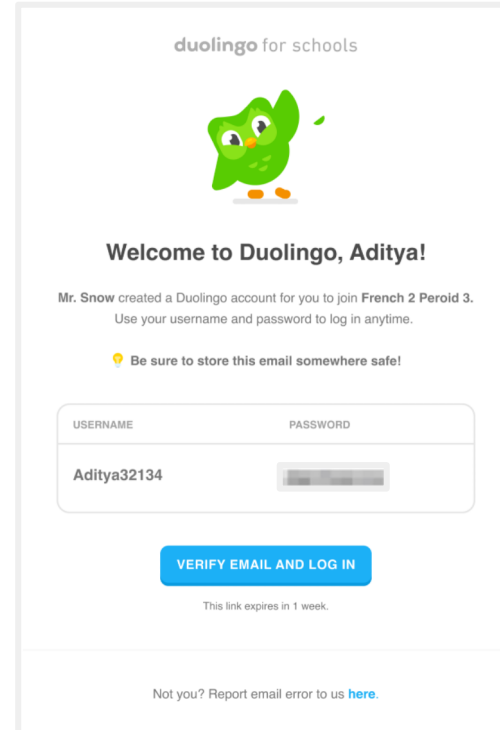 duolingo for schools
Welcome to Duolingo, Aditya!
Mr. Snow created a Duolingo account for you to join French 2 Peroid 3.
Use your username and password to log in anytime.
Be sure to store this email somewhere safe!
USERNAME PASSWORD
Aditya32134
VERIFY EMAIL AND LOG IN
This link expires in 1 week.
Not you? Report email error to us here.